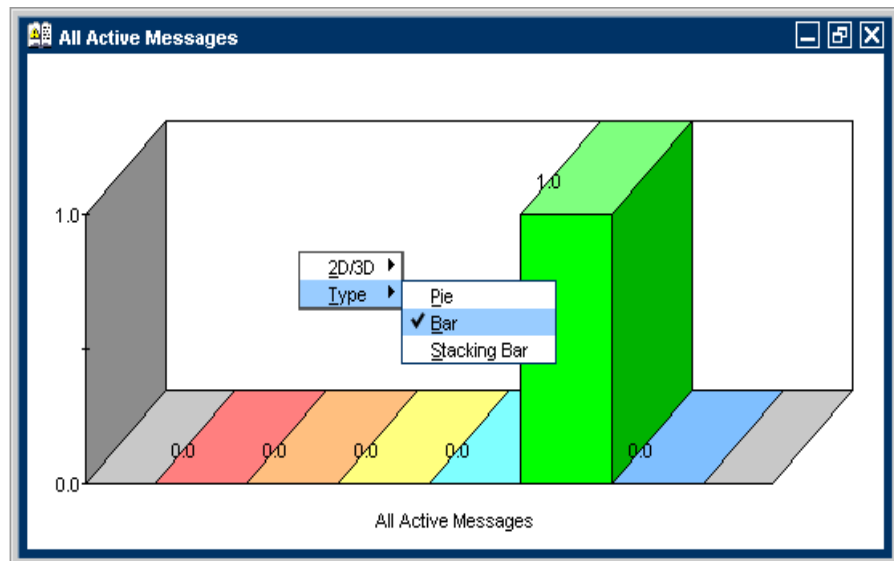 All Active Messages
1.0
1.0
2D/3D
Type
Pie
Bar
Stacking Bar
0.0 0.0 0.0 0.0 0.0
0.0
All Active Messages